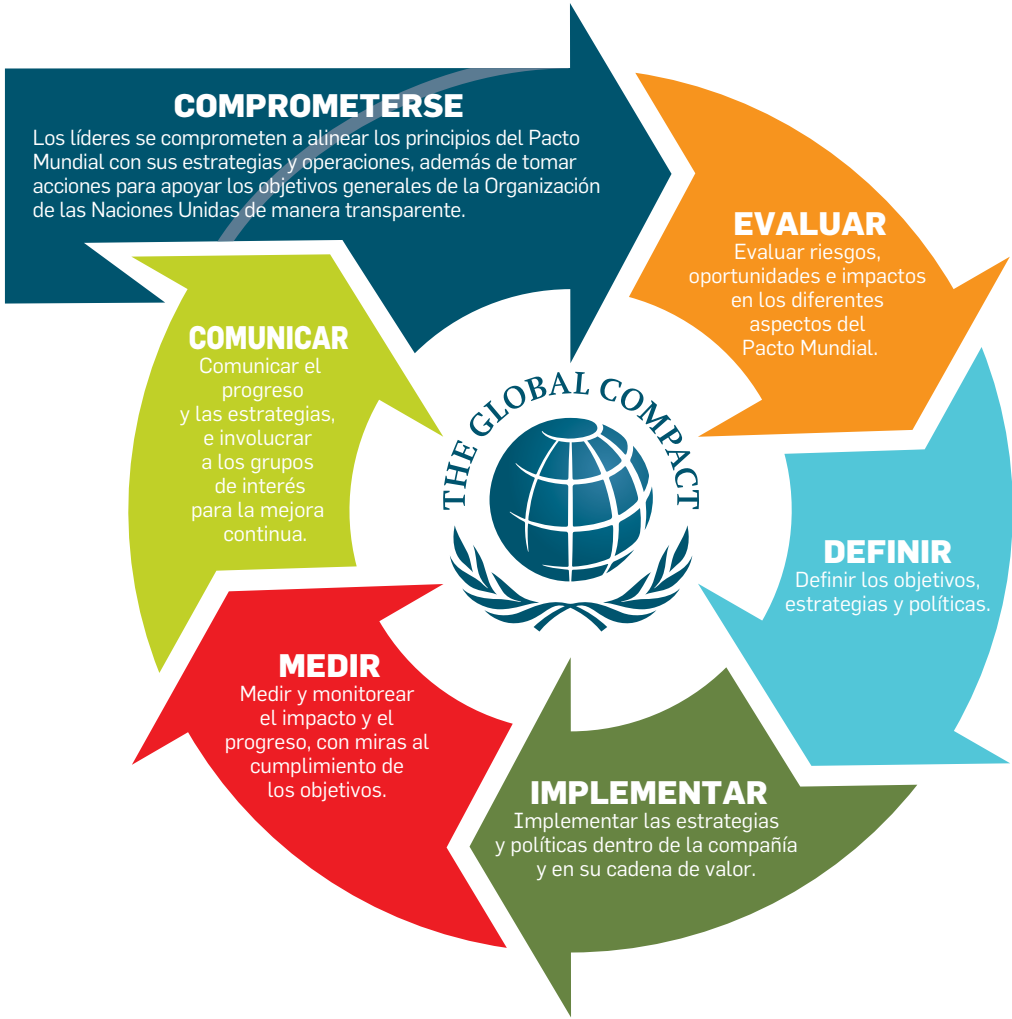 COMPROMETERSE
Los líderes se comprometen a alinear los principios del Pacto
Mundial con sus estrategias y operaciones, además de tomar
acciones para apoyar los objetivos generales de la Organización
de las Naciones Unidas de manera transparente.
EVALUAR
Evaluar riesgos,
oportunidades e impactos
en los diferentes
aspectos del
Pacto Mundial.
DEFINIR
Definir los objetivos,
estrategias y políticas.
IMPLEMENTAR
Implementar las estrategias
y políticas dentro de la compañía
y en su cadena de valor.
MEDIR
Medir y monitorear
el impacto y el
progreso, con miras al
cumplimiento de
los objetivos.
COMUNICAR
Comunicar el
progreso
y las estrategias,
e involucrar
a los grupos
de interés
para la mejora
continua.
THE GLOBAL COMPACT